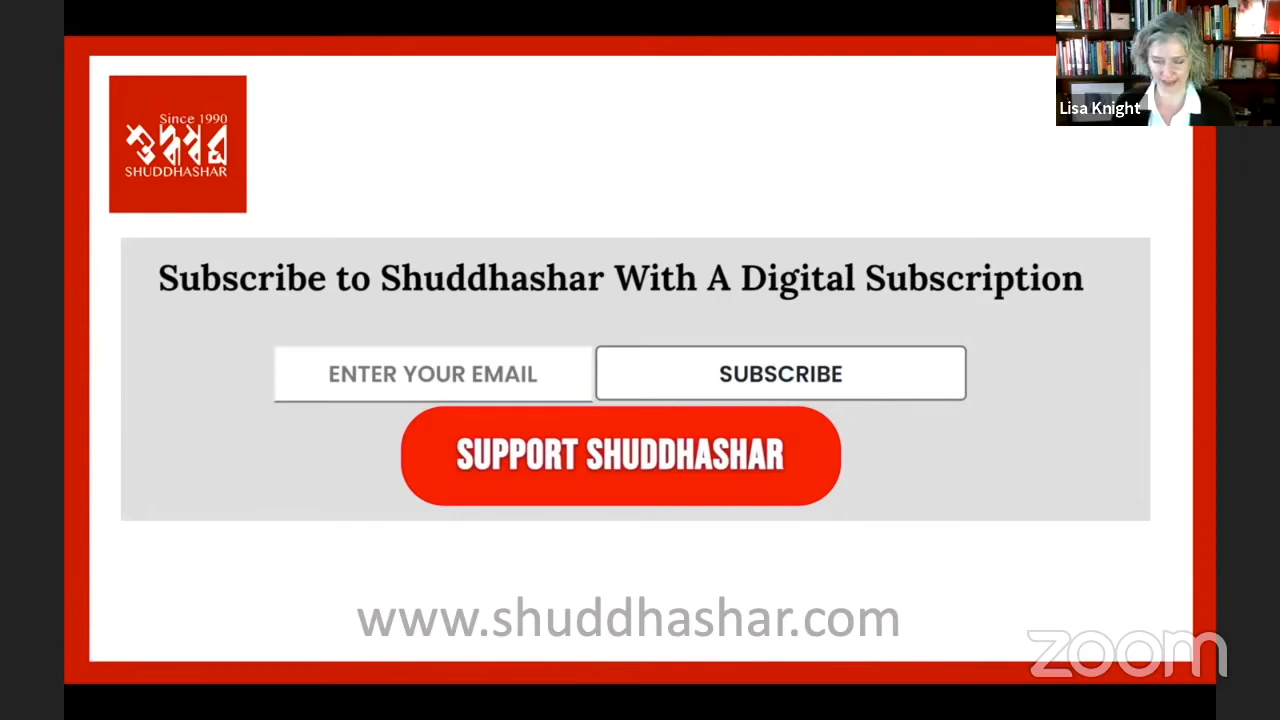 Lisa Knight
Since 1990
শুদ্ধস্বর
SHUDDHASHAR
Subscribe to Shuddhashar With A Digital Subscription
ENTER YOUR EMAIL
SUBSCRIBE
SUPPORT SHUDDHASHAR
www.shuddhashar.com
zoom